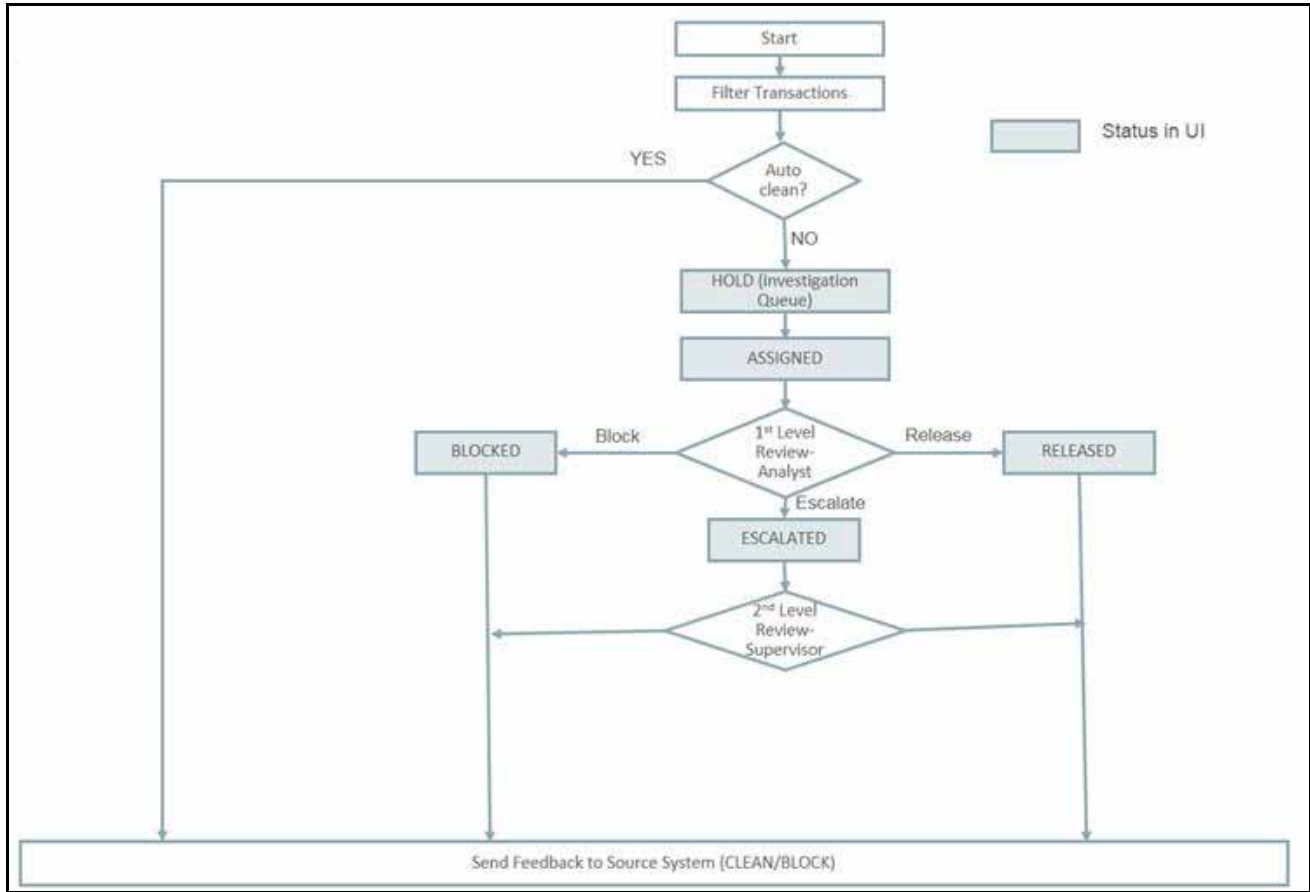 Start
Filter Transactions
Status in UI
YES
Auto
clean?
NO
HOLD (Investigation
Queue)
ASSIGNED
BLOCKED
Block
1st Level
Review-
Analyst
Release
RELEASED
Escalate
ESCALATED
2nd Level
Review-
Supervisor
Send Feedback to Source System (CLEAN/BLOCK)